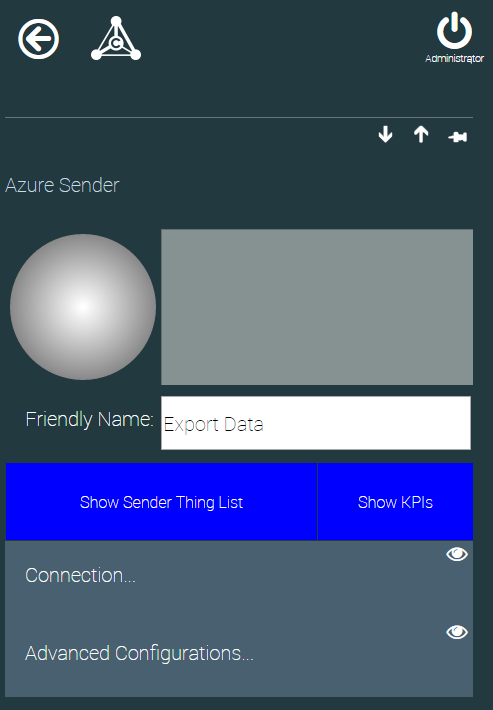 C
Administrator
Azure Sender
Friendly Name: Export Data
Show Sender Thing List Show KPIs
Connection...
Advanced Configurations...